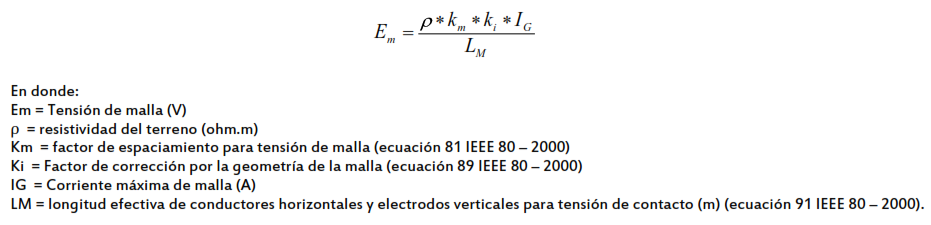 E_m = ρ * k_m * k_i * I_G / L_M
En donde:
Em = Tensión de malla (V)
ρ = resistividad del terreno (ohm.m)
Km = factor de espaciamiento para tensión de malla (ecuación 81 IEEE 80 – 2000)
Ki = Factor de corrección por la geometría de la malla (ecuación 89 IEEE 80 – 2000)
IG = Corriente máxima de malla (A)
LM = longitud efectiva de conductores horizontales y electrodos verticales para tensión de contacto (m) (ecuación 91 IEEE 80 – 2000).